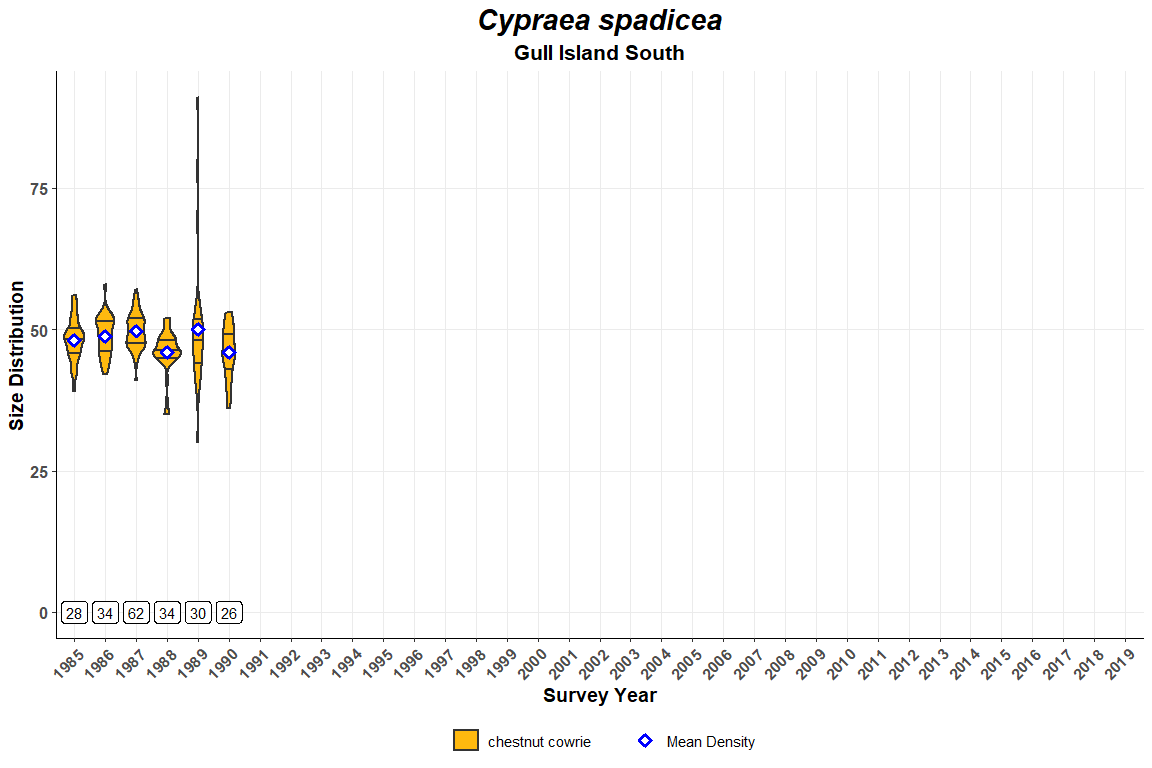 Cypraea spadicea
Gull Island South
Size Distribution
75
50
25
0
28 34 62 34 30 26
1985 1986 1987 1988 1989 1990 1991 1992 1993 1994 1995 1996 1997 1998 1999 2000 2001 2002 2003 2004 2005 2006 2007 2008 2009 2010 2011 2012 2013 2014 2015 2016 2017 2018 2019
Survey Year
chestnut cowrie Mean Density